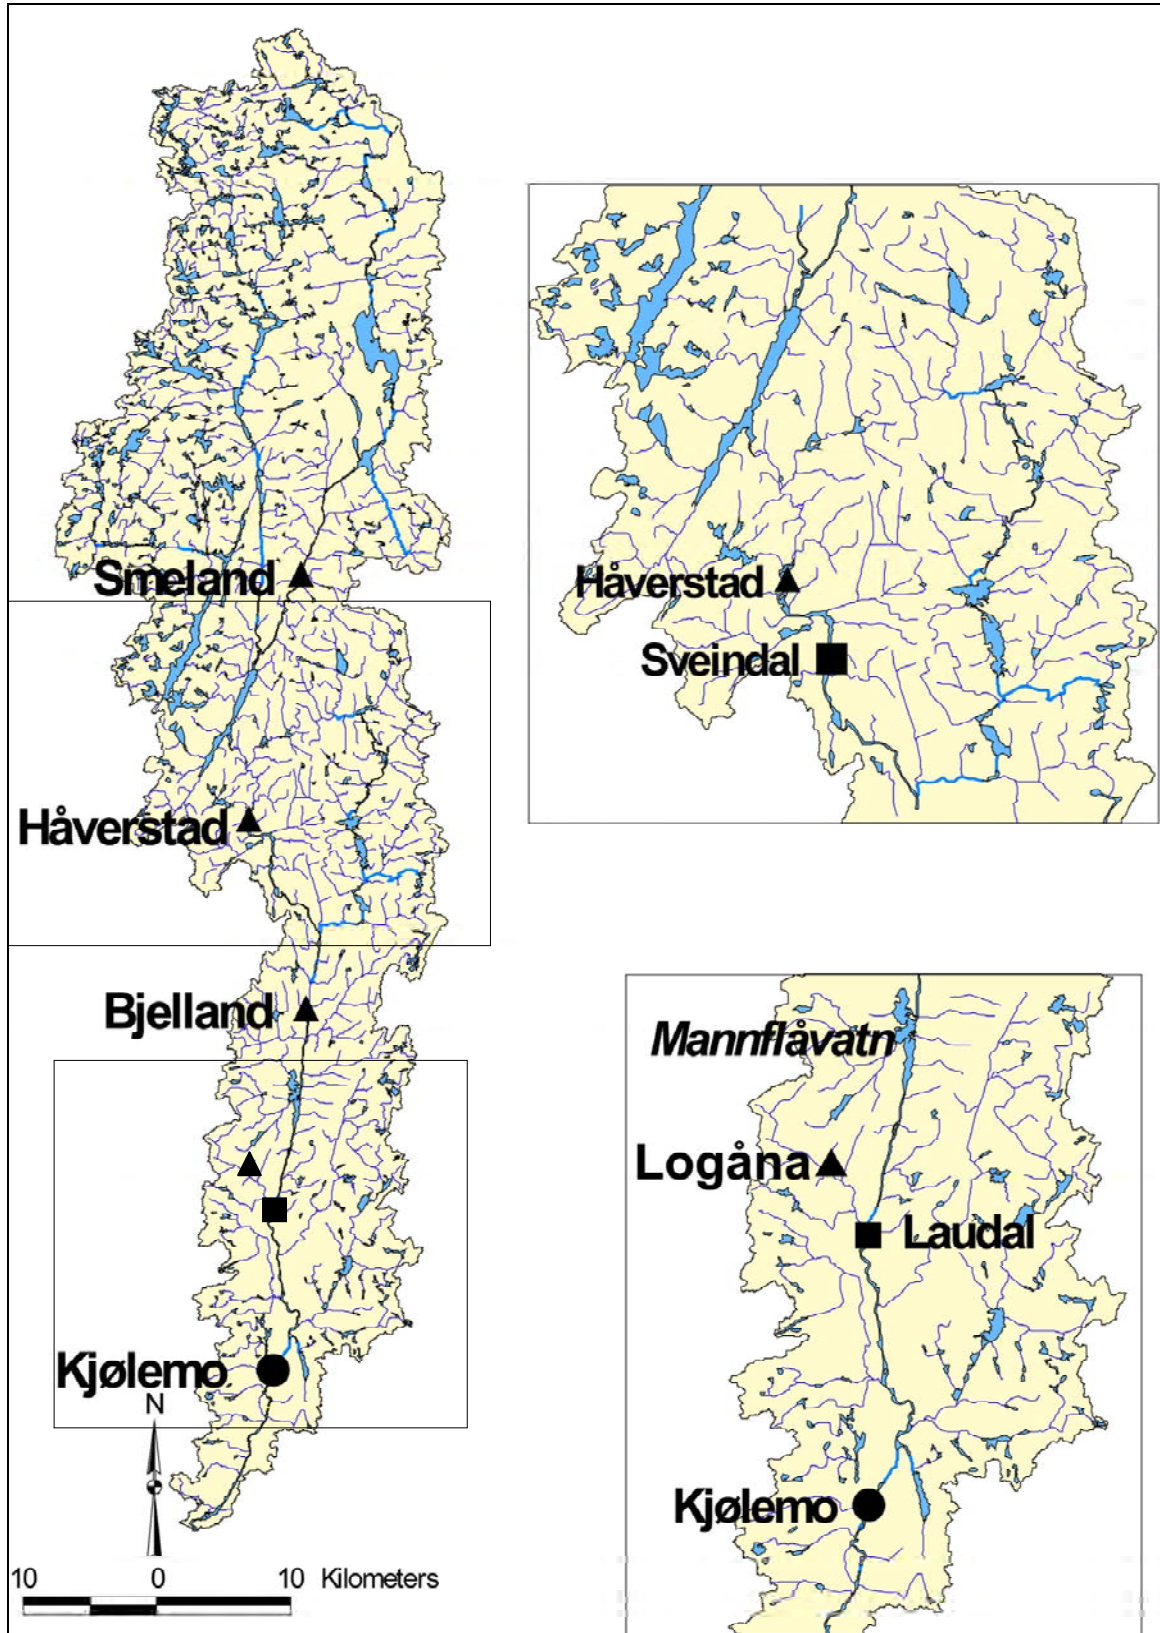 Smeland
Håverstad
Bjelland
Kjølemo
N
10 0 10 Kilometers
Håverstad
Sveindal
Mannflåvatn
Logåna
Laudal
Kjølemo